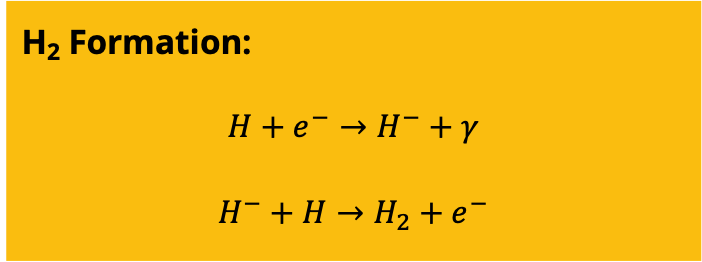 H₂ Formation:
H + e⁻ → H⁻ + γ
H⁻ + H → H₂ + e⁻